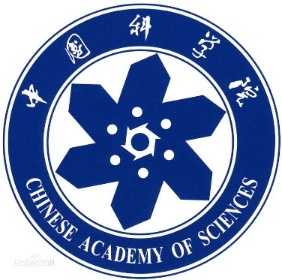 中国科学院
CHINESE ACADEMY OF SCIENCES